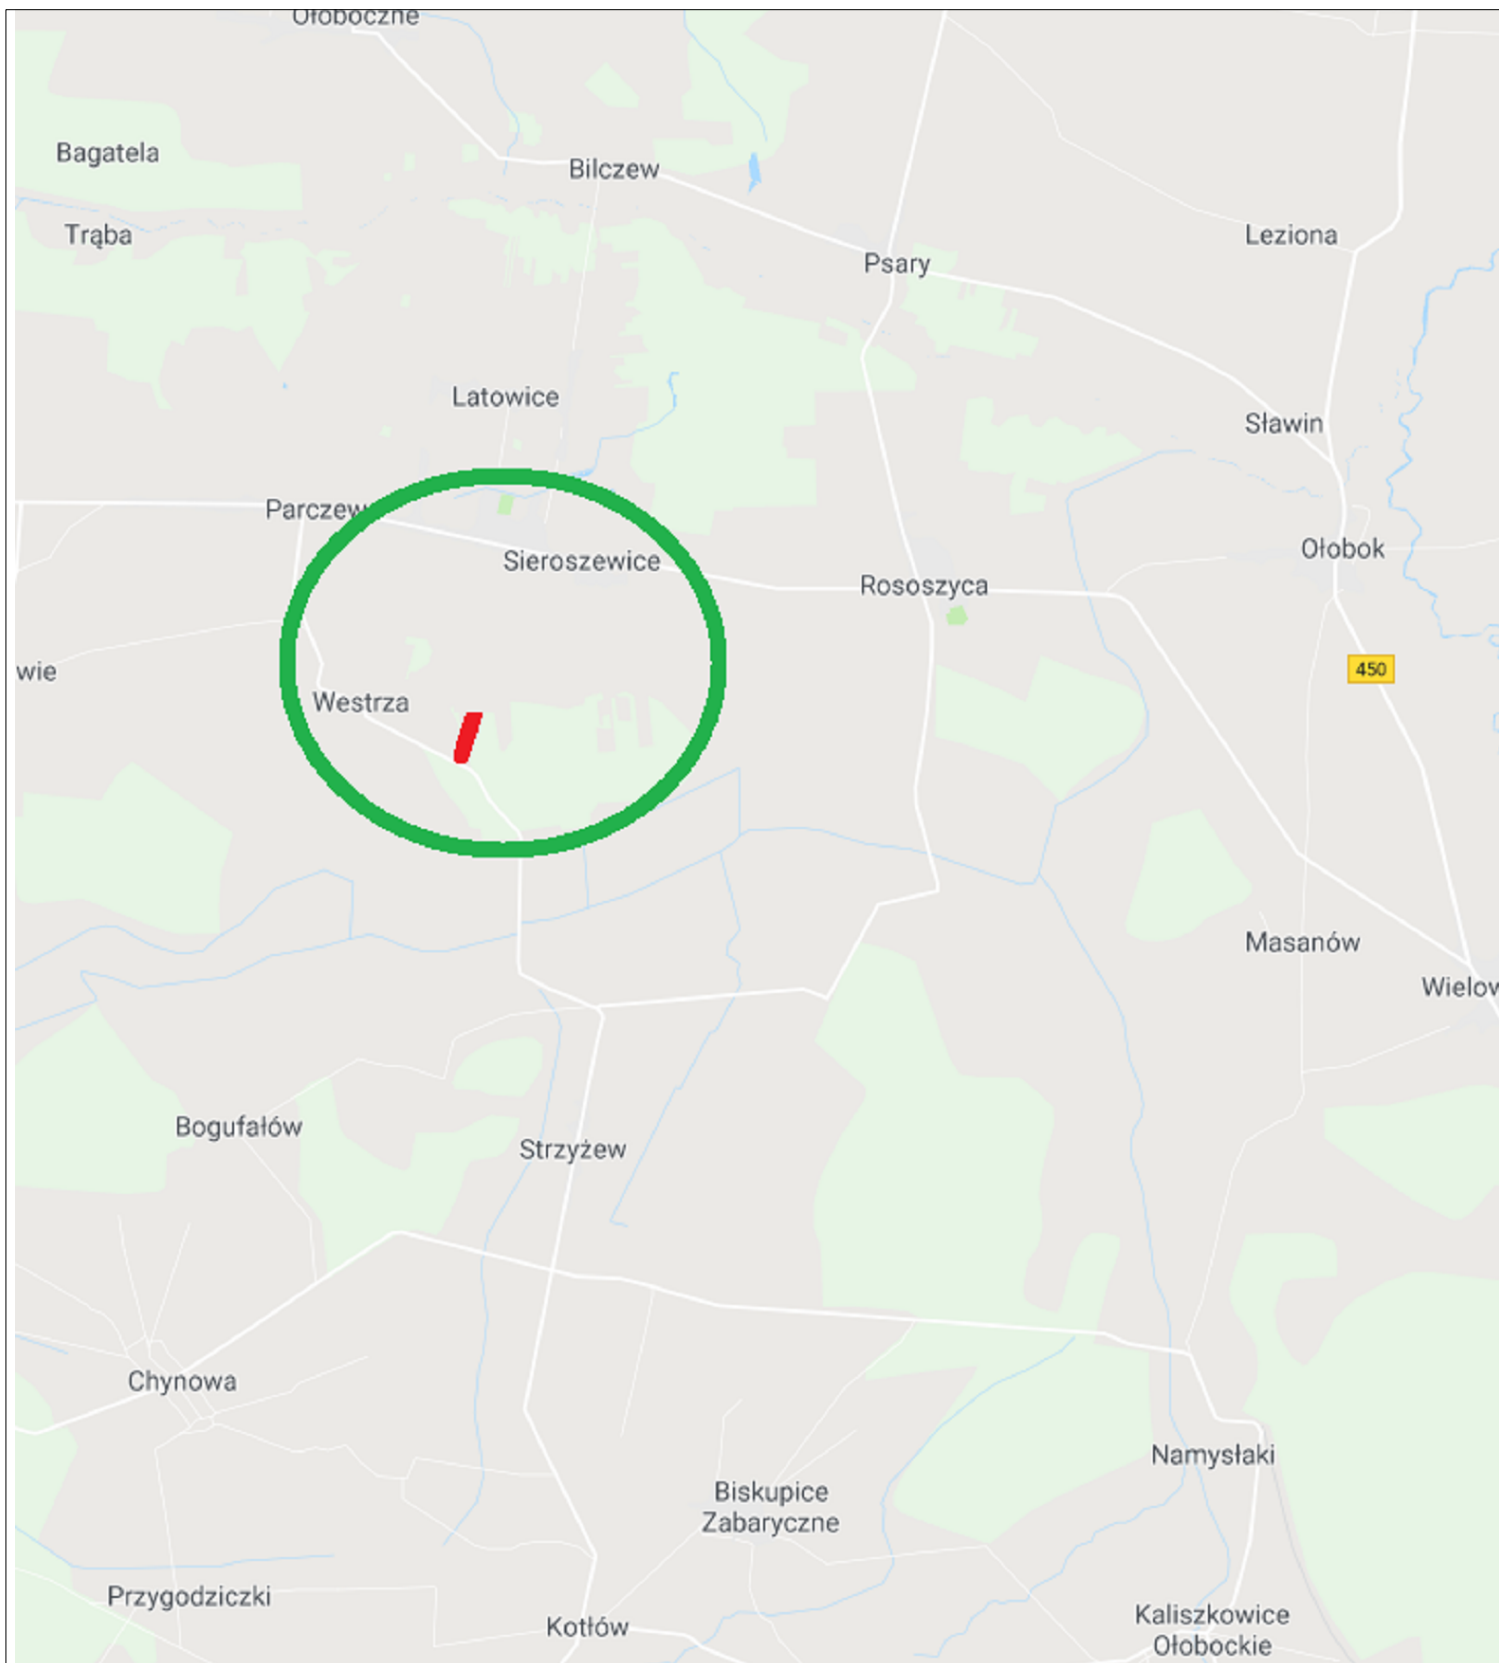 Ołoboczne
Bagatela
Bilczew
Trąba
Leziona
Psary
Latowice
Sławin
Parczew
Ołobok
Sieroszewice
Rososzyca
wie
450
Westrza
Masanów
Wielow
Bogufałów
Strzyżew
Chynowa
Namysłaki
Biskupice
Zabaryczne
Przygodziczki
Kotłów
Kaliszkowice
Ołobockie